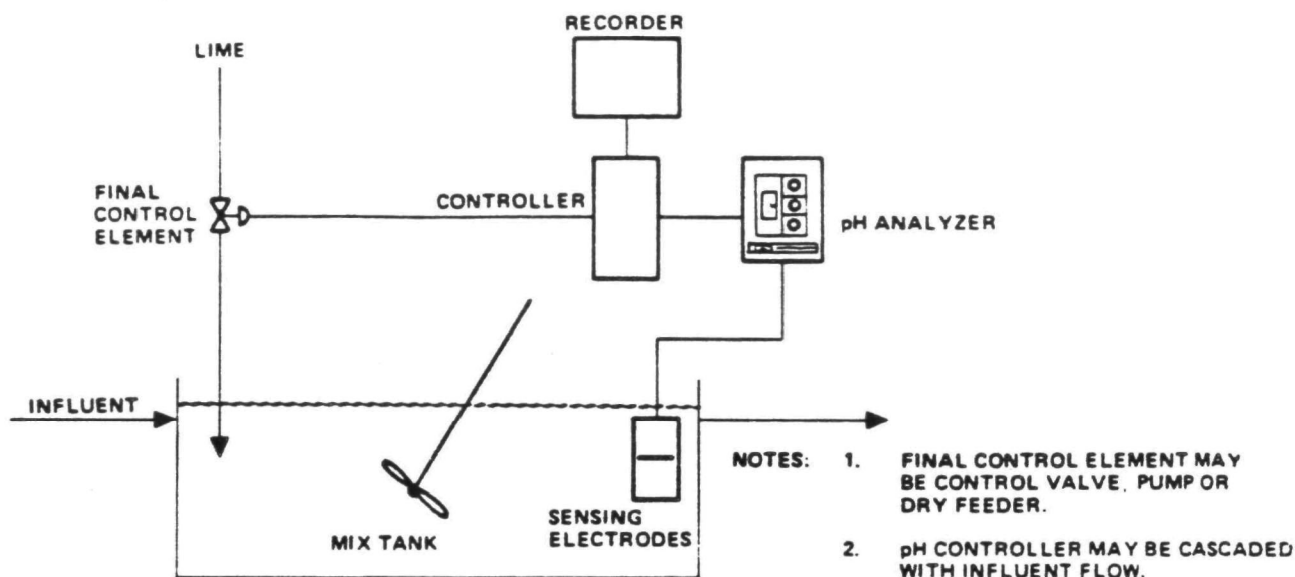 RECORDER
LIME
FINAL
CONTROL
ELEMENT
CONTROLLER
pH ANALYZER
INFLUENT
MIX TANK
SENSING
ELECTRODES
NOTES: 1. FINAL CONTROL ELEMENT MAY
BE CONTROL VALVE, PUMP OR
DRY FEEDER.
2. pH CONTROLLER MAY BE CASCADED
WITH INFLUENT FLOW.